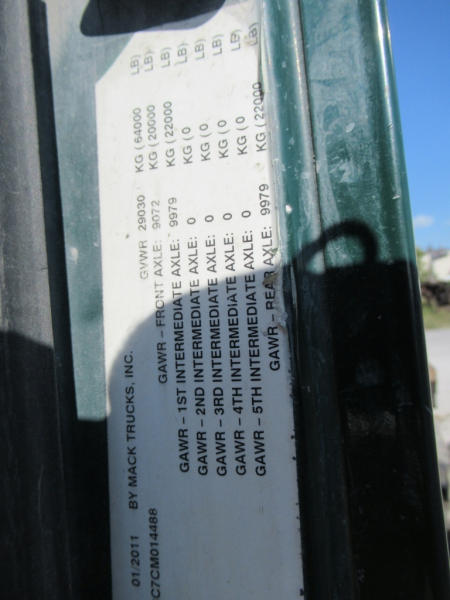 01/2011 BY MACK TRUCKS, INC. GVWR 29030 KG (64000 LB)
C7CM014488 GAWR – FRONT AXLE: 9072 KG (20000 LB)
GAWR – 1ST INTERMEDIATE AXLE: 9979 KG (22000 LB)
GAWR – 2ND INTERMEDIATE AXLE: 0 KG (0 LB)
GAWR – 3RD INTERMEDIATE AXLE: 0 KG (0 LB)
GAWR – 4TH INTERMEDIATE AXLE: 0 KG (0 LB)
GAWR – 5TH INTERMEDIATE AXLE: 0 KG (0 LB)
GAWR – REAR AXLE: 9979 KG (22000 LB)